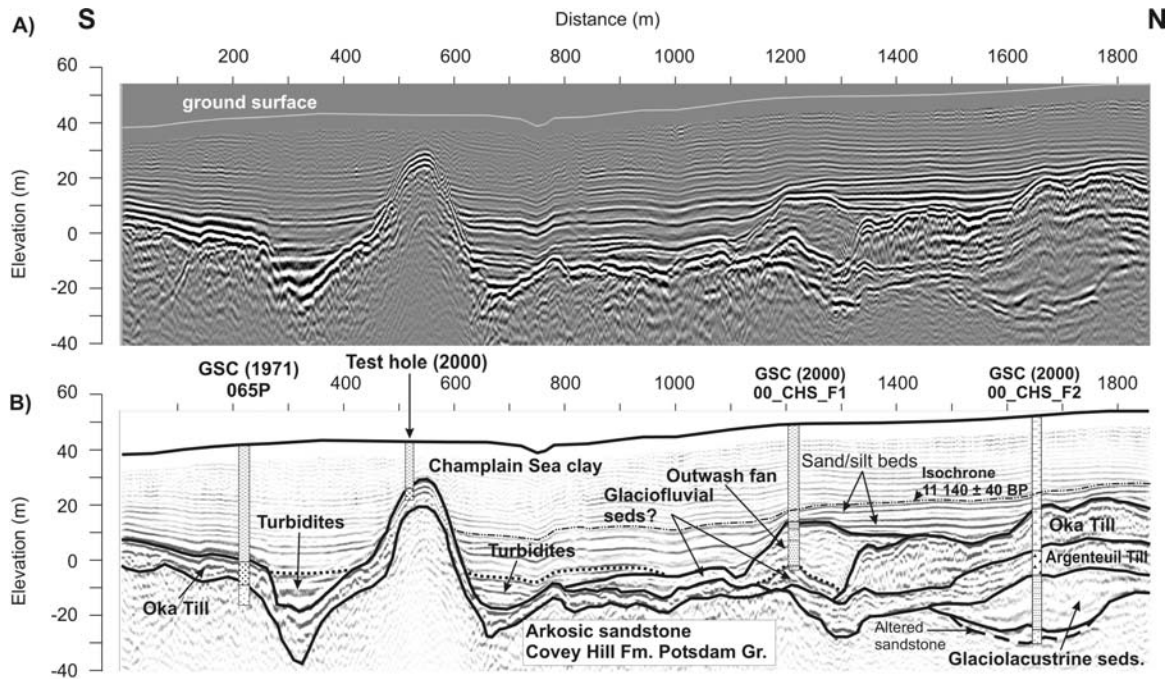 A)
S
Distance (m)
N
200 400 600 800 1000 1200 1400 1600 1800
Elevation (m)
60
40
20
0
-20
-40
ground surface
B)
GSC (1971)
065P
Test hole (2000)
GSC (2000)
00_CHS_F1
GSC (2000)
00_CHS_F2
400 600 800 1000 1400 1800
Elevation (m)
60
40
20
0
-20
-40
Champlain Sea clay
Outwash fan
Sand/silt beds
Isochrone
11 140 ± 40 BP
Glaciofluvial
seds?
Turbidites
Turbidites
Oka Till
Oka Till
Argenteuil Till
Arkosic sandstone
Covey Hill Fm. Potsdam Gr.
Altered
sandstone
Glaciolacustrine seds.